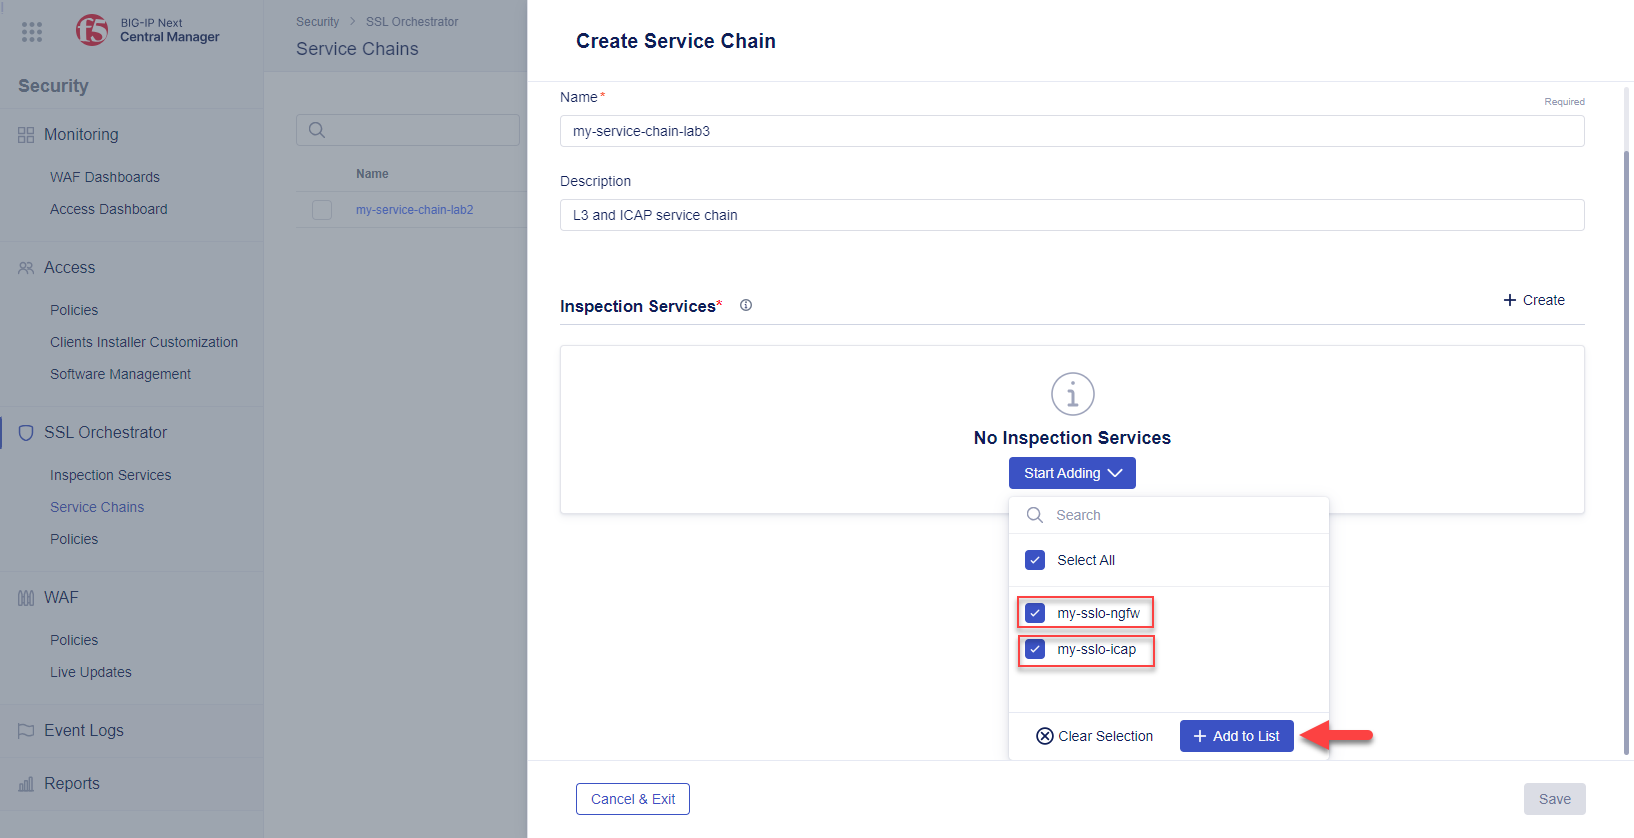 f5
BIG-IP Next
Central Manager
Security
Monitoring
WAF Dashboards
Access Dashboard
Access
Policies
Clients Installer Customization
Software Management
SSL Orchestrator
Inspection Services
Service Chains
Policies
WAF
Policies
Live Updates
Event Logs
Reports
Security > SSL Orchestrator
Service Chains
Name
my-service-chain-lab2
Create Service Chain
Name*
Required
my-service-chain-lab3
Description
L3 and ICAP service chain
Inspection Services*
+ Create
No Inspection Services
Start Adding
Search
Select All
my-sslo-ngfw
my-sslo-icap
Clear Selection
+ Add to List
Cancel & Exit
Save